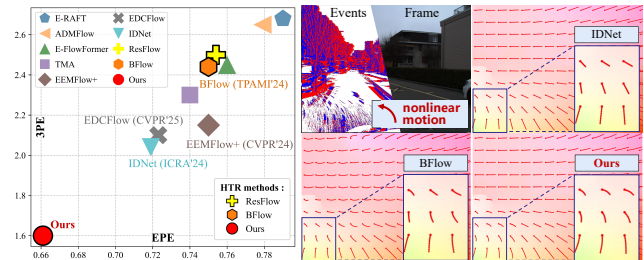 E-RAFT
ADMFlow
E-FlowFormer
TMA
EEMFlow+
EDCFlow
IDNet
ResFlow
BFlow
Ours
2.6
2.4
2.2
2.0
1.8
1.6
3PE
BFlow (TPAMI'24)
EDCFlow (CVPR'25)
EEMFlow+ (CVPR'24)
IDNet (ICRA'24)
HTR methods :
ResFlow
BFlow
Ours
Ours
EPE
0.66
0.68
0.70
0.72
0.74
0.76
0.78
Events
Frame
nonlinear
motion
IDNet
BFlow
Ours